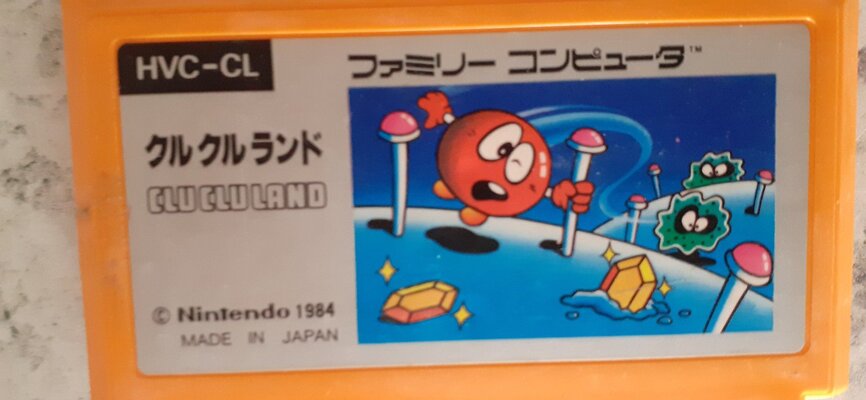 HVC-CL
ファミリー コンピュータ™
クルクルランド
CLU CLU LAND
© Nintendo 1984
MADE IN JAPAN